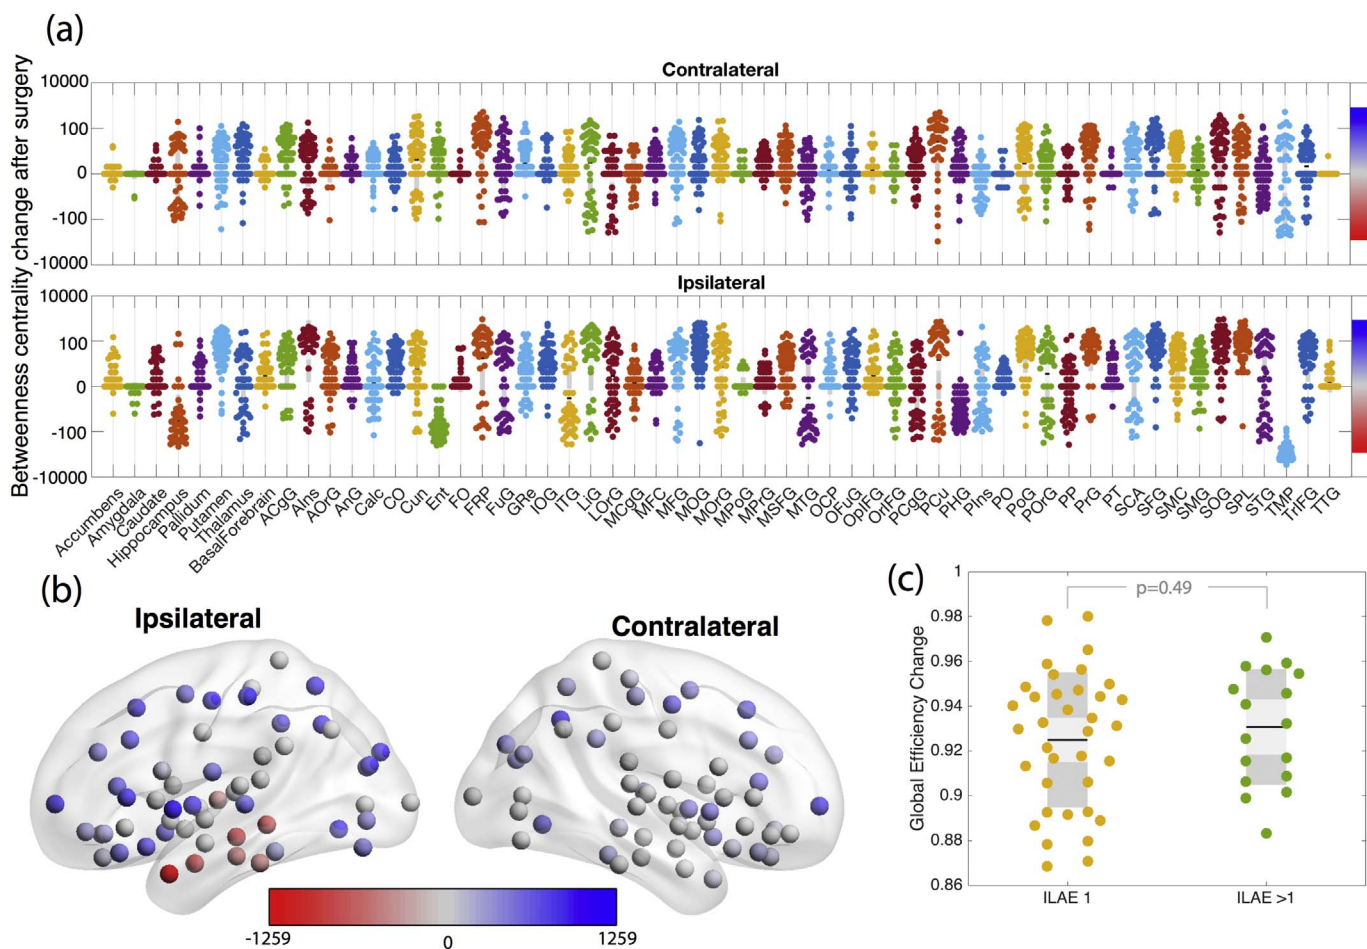 (a)
Contralateral
Betweenness centrality change after surgery
10000
100
0
-100
-10000
Ipsilateral
10000
100
0
-100
-10000
Accumbens Amygdala Caudate Hippocampus Pallidum Putamen Thalamus BasalForebrain ACgG AIns AOrG AnG Calc CO Cun Ent FO FRP FuG GRe IOG ITG LiG LOrG MCgG MFC MFG MOG MOrG MPoG MPrG MSFG MTG OCP OFuG OpIFG OrIFG PCgG PCu PHG PIns PO PoG POrG PP PrG PT SCA SFG SMC SMG SOG SPL STG TMP TrIFG TTG
(b)
Ipsilateral
Contralateral
-1259
0
1259
(c)
Global Efficiency Change
1
0.98
0.96
0.94
0.92
0.9
0.88
0.86
p=0.49
ILAE 1
ILAE >1